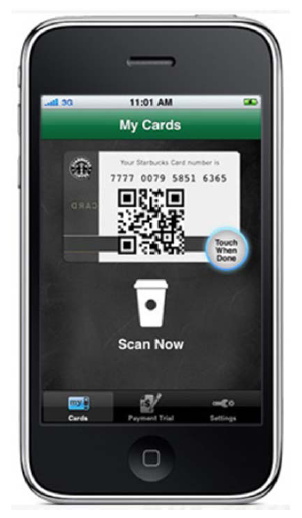 3G 11:01 AM
My Cards
Your Starbucks Card number is
7777 0079 5851 6365
CARD
Touch
When
Done
Scan Now
Cards Payment Trial Settings